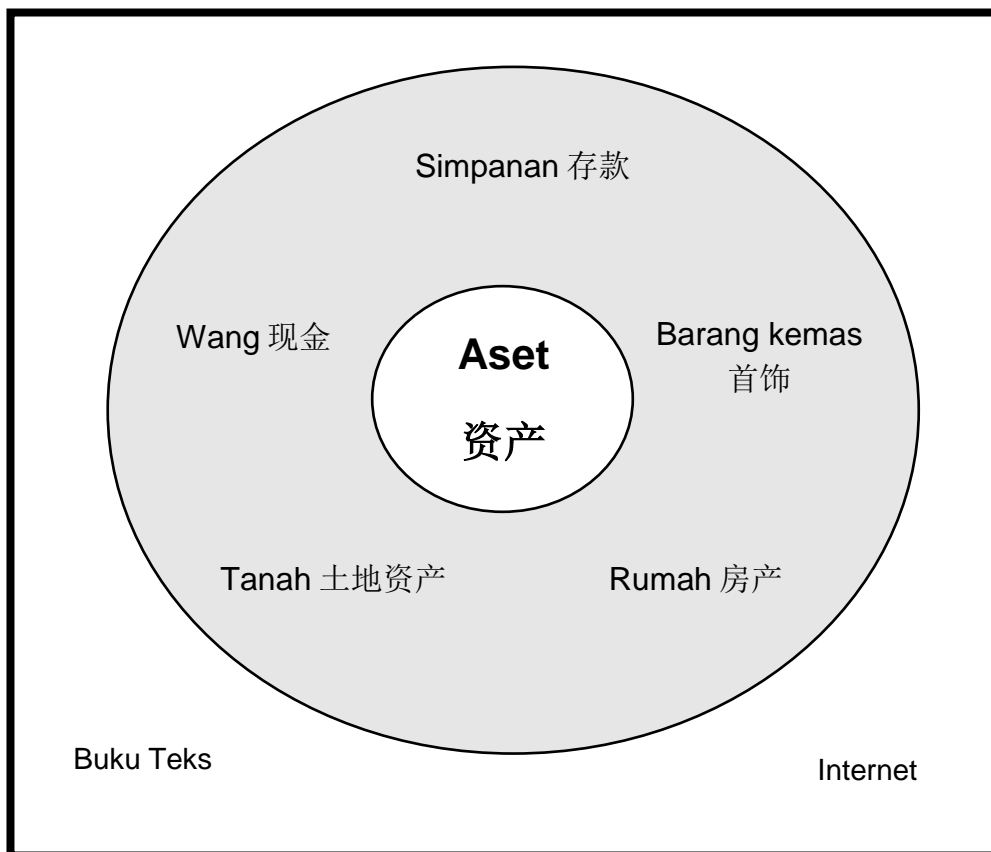 Simpanan 存款
Wang 现金
Aset
资产
Barang kemas
首饰
Tanah 土地资产
Rumah 房产
Buku Teks
Internet